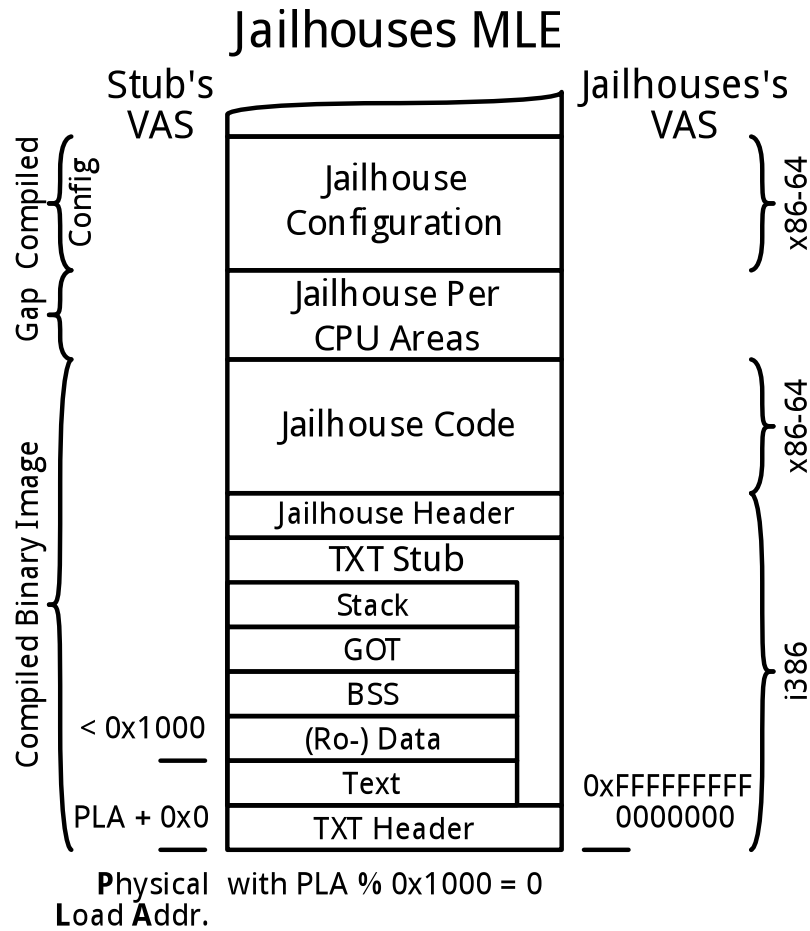 Jailhouses MLE
Stub's
VAS
Jailhouses's
VAS
Compiled
Config
Jailhouse
Configuration
x86-64
Gap
Jailhouse Per
CPU Areas
Jailhouse Code
x86-64
Compiled Binary Image
Jailhouse Header
TXT Stub
Stack
GOT
BSS
(Ro-) Data
Text
TXT Header
i386
< 0x1000
PLA + 0x0
0xFFFFFFFFF
0000000
Physical
Load Addr.
with PLA % 0x1000 = 0